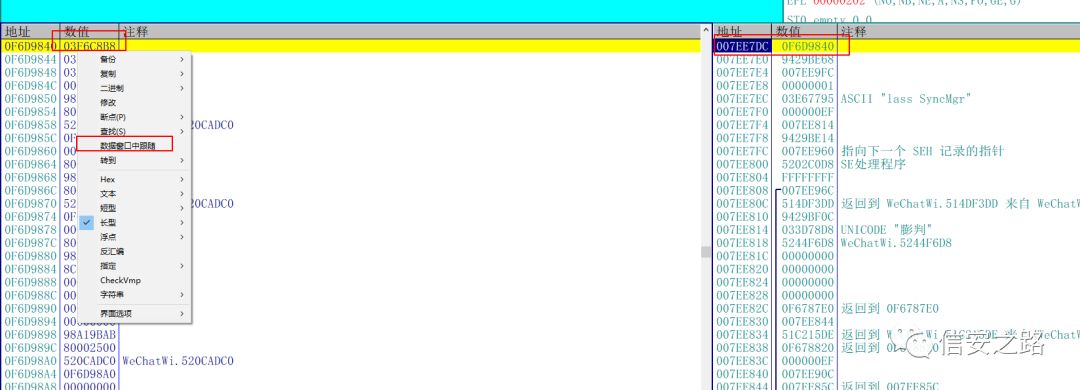 EFL 00000202 (NO,NB,NE,A,NS,PO,GE,G)
ST0 empty 0.0
地址 数值 注释
0F6D9840 03F6C8B8
0F6D9844 03
0F6D9848 03
0F6D984C 00
0F6D9850 98
0F6D9854 80
0F6D9858 520 20CADC0
0F6D985C 0F
0F6D9860 00
0F6D9864 80
0F6D9868 98
0F6D986C 80
0F6D9870 520 20CADC0
0F6D9874 0F
0F6D9878 00
0F6D987C 80
0F6D9880 98
0F6D9884 8C
0F6D9888 00
0F6D988C 00
0F6D9890 00
0F6D9894
0F6D9898 98A19BAB
0F6D989C 80002500
0F6D98A0 520CADC0 WeChatWi.520CADC0
0F6D98A4 0F6D98A0
0F6D98A8 00000000
备份
复制
二进制
修改
断点(P)
查找(S)
数据窗口中跟随
转到
Hex
文本
短型
长型
浮点
反汇编
指定
CheckVmp
字符串
界面选项
地址 数值 注释
007EE7DC 0F6D9840
007EE7E0 9429BE68
007EE7E4 007EE9FC
007EE7E8 00000001
007EE7EC 03E67795 ASCII "lass SyncMgr"
007EE7F0 000000EF
007EE7F4 007EE814
007EE7F8 9429BE14
007EE7FC 007EE960 指向下一个 SEH 记录的指针
007EE800 5202C0D8 SE处理程序
007EE804 FFFFFFFF
007EE808 007EE96C
007EE80C 514DF3DD 返回到 WeChatWi.514DF3DD 来自 WeChatW
007EE810 9429BF0C
007EE814 033D78D8 UNICODE "膨判"
007EE818 5244F6D8 WeChatWi.5244F6D8
007EE81C 00000000
007EE820 00000000
007EE824 00000000
007EE828 00000000
007EE82C 0F6787E0 返回到 0F6787E0
007EE830 007EE844
007EE834 51C215DE 返回到
007EE838 0F678820 返回到
007EE83C 000000EF
007EE840 007EE90C
007EE844 007EE85C 返回到 007EE85C
信安之路